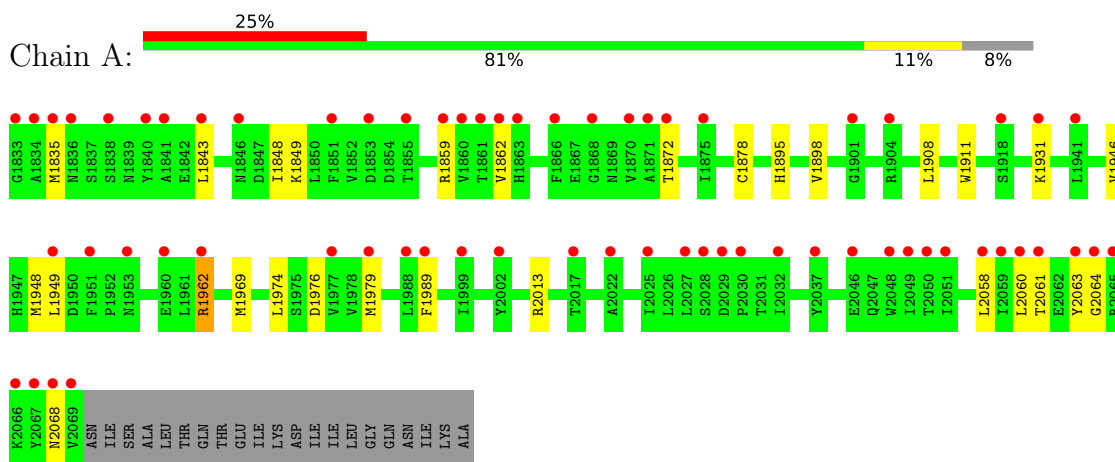 25%
Chain A:
81% 11% 8%
G1833 A1834 M1835 N1836 S1837 S1838 N1839 Y1840 A1841 E1842 L1843 N1846 D1847 I1848 K1849 L1850 F1851 V1852 D1853 D1854 T1855 R1859 V1860 T1861 V1862 H1863 F1866 E1867 G1868 N1869 V1870 A1871 T1872 I1875 C1878 H1895 V1898 G1901 R1904 L1908 W1911 S1918 K1931 L1941 V1946
H1947 M1948 L1949 D1950 F1951 P1952 N1953 E1960 L1961 R1962 M1969 L1974 S1975 D1976 V1977 V1978 M1979 L1988 F1989 I1999 Y2002 R2013 T2017 A2022 I2025 L2026 L2027 S2028 D2029 P2030 T2031 I2032 Y2037 E2046 Q2047 W2048 I2049 T2050 I2051 L2058 I2059 L2060 T2061 E2062 Y2063 G2064 R2065
K2066 Y2067 N2068 V2069 ASN ILE SER ALA LEU THR GLN THR GLU ILE LYS ASP ILE ILE LEU GLY GLN ASN ILE LYS ALA